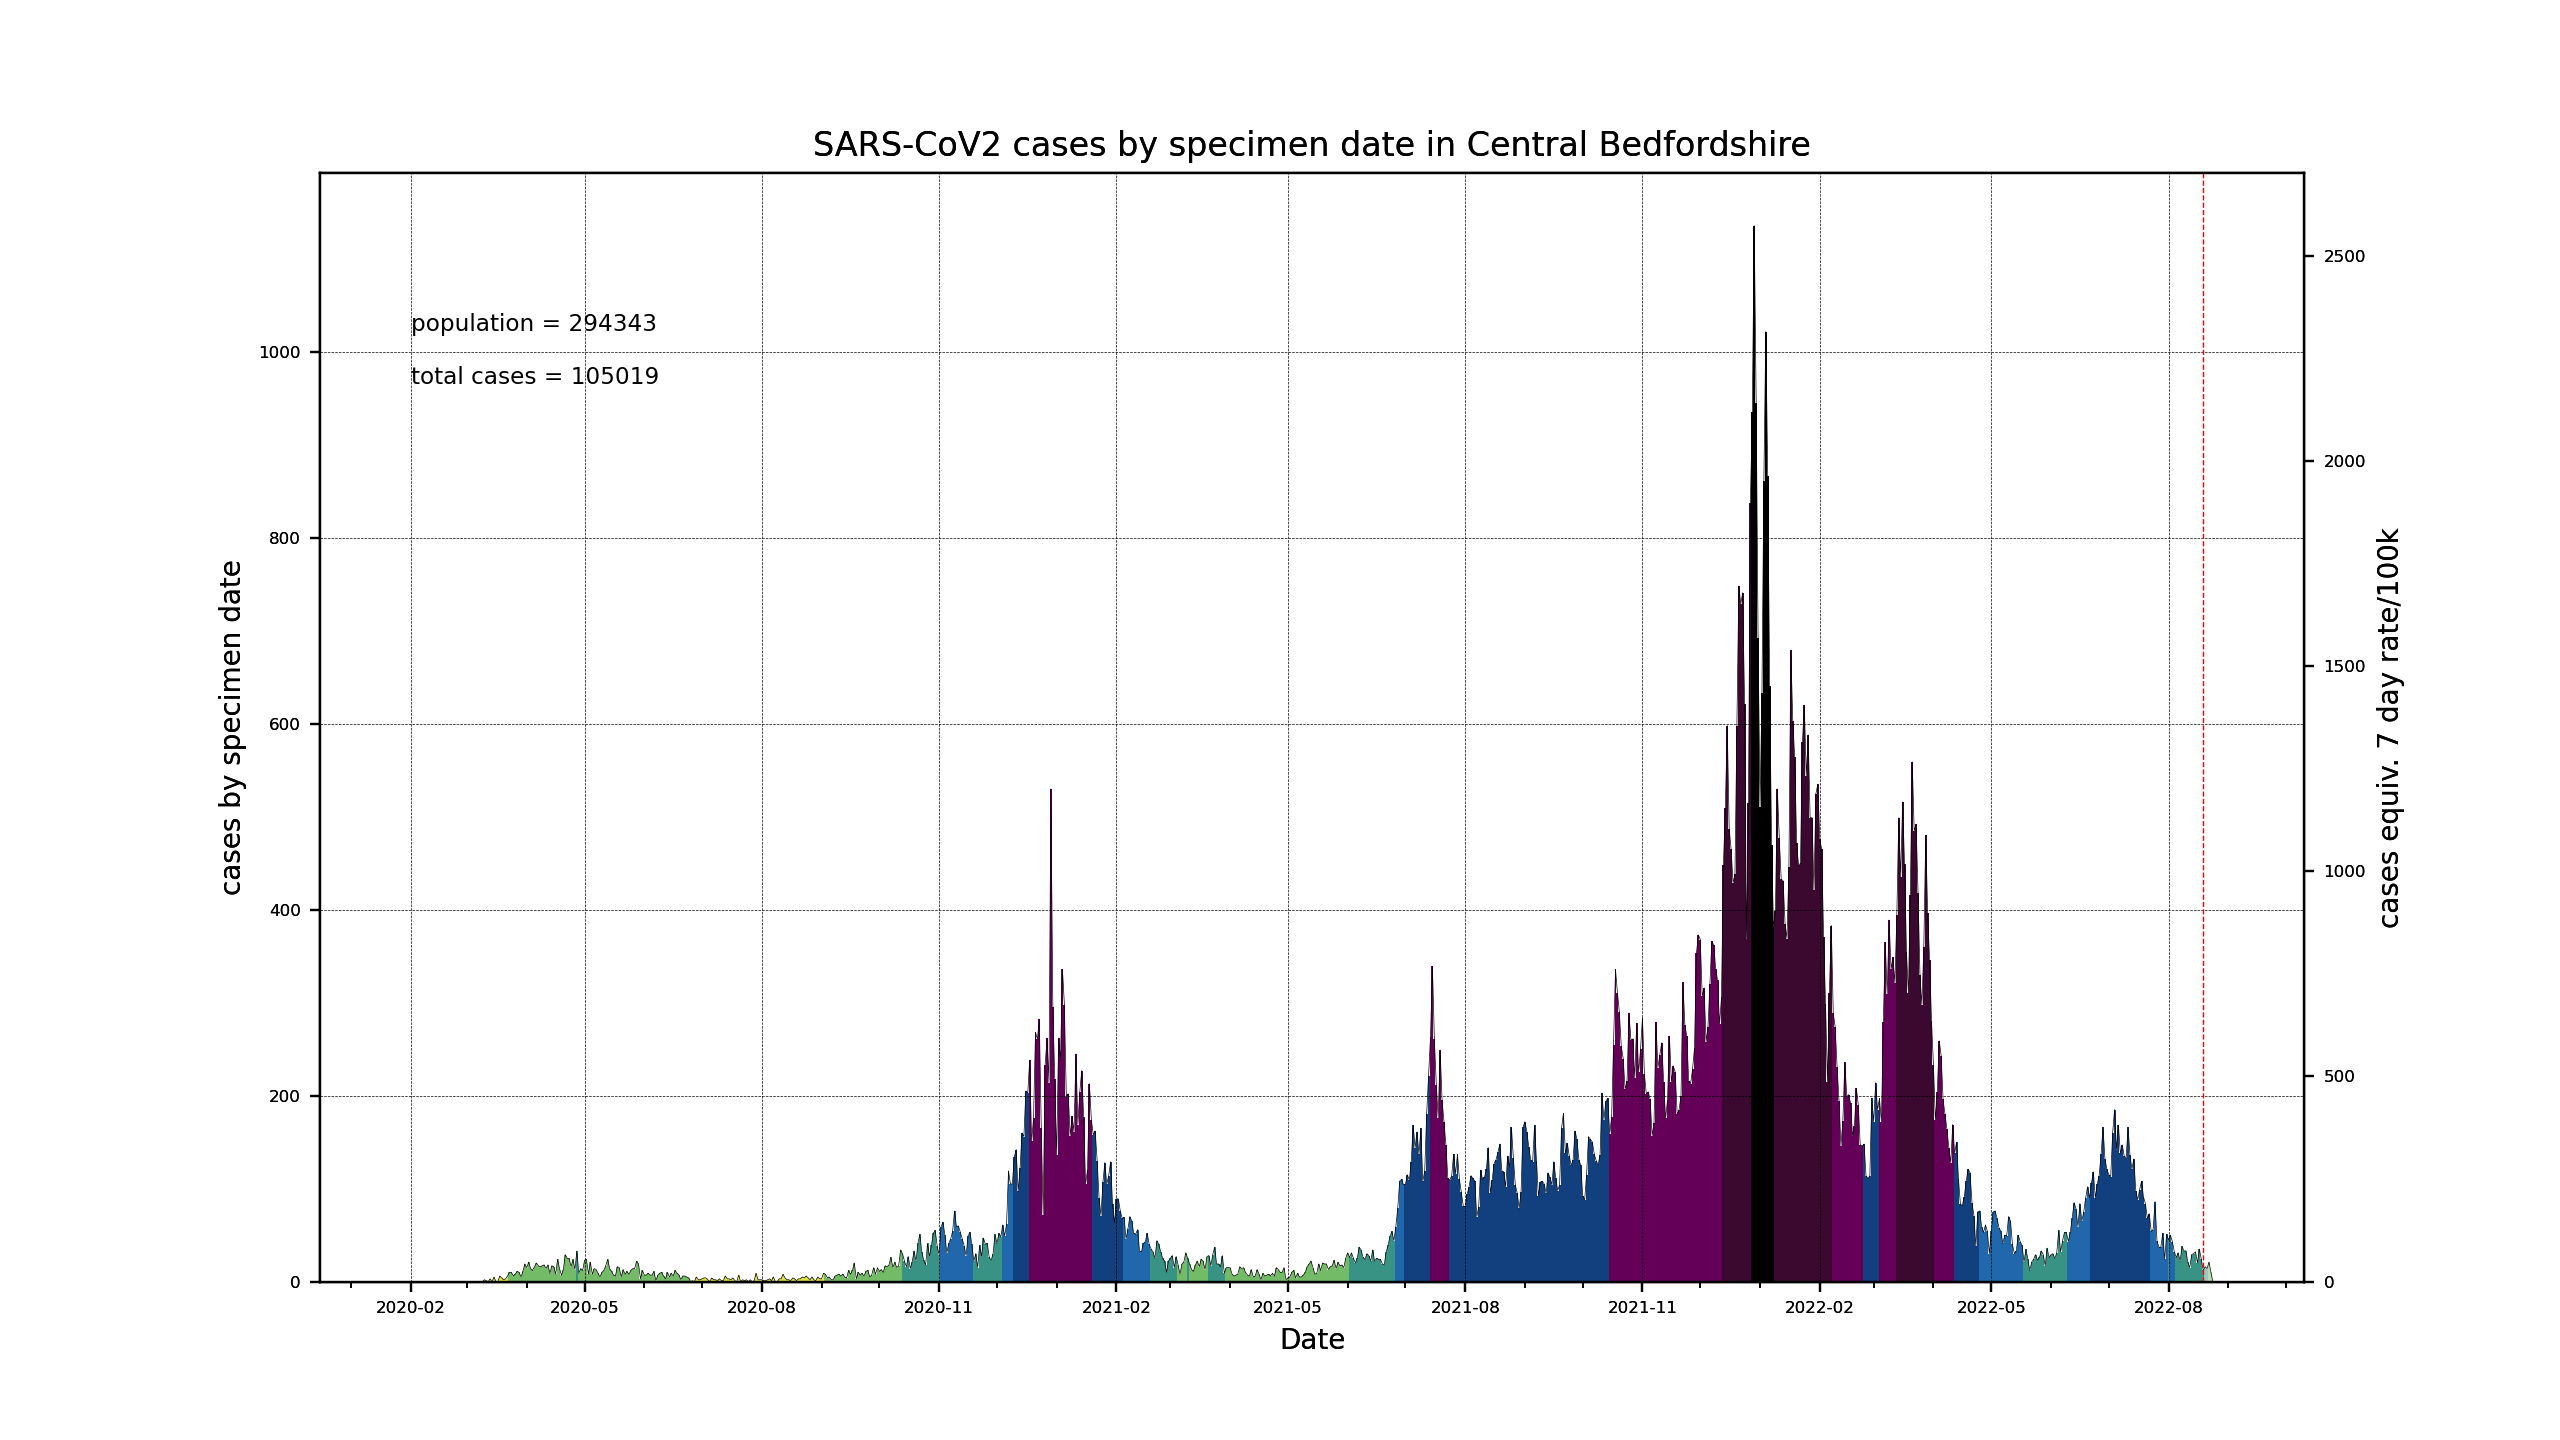 SARS-CoV2 cases by specimen date in Central Bedfordshire
population = 294343
total cases = 105019
cases by specimen date
1000
800
600
400
200
0
2500
2000
1500
1000
500
0
cases equiv. 7 day rate/100k
2020-02 2020-05 2020-08 2020-11 2021-02 2021-05 2021-08 2021-11 2022-02 2022-05 2022-08
Date